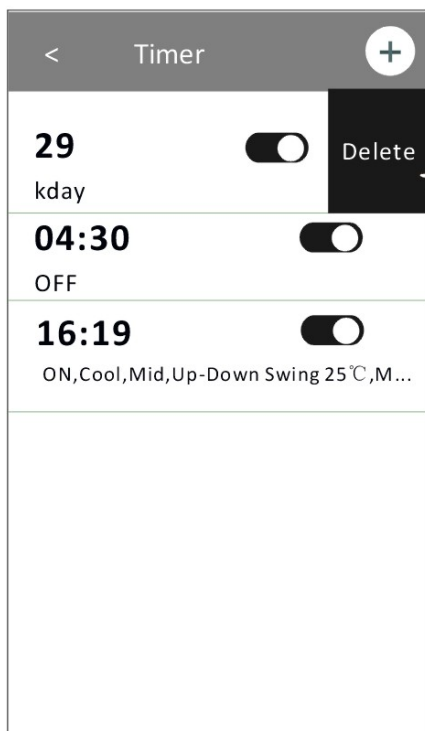 < Timer +
29 Delete
kday
04:30
OFF
16:19
ON,Cool,Mid,Up-Down Swing 25℃,M...